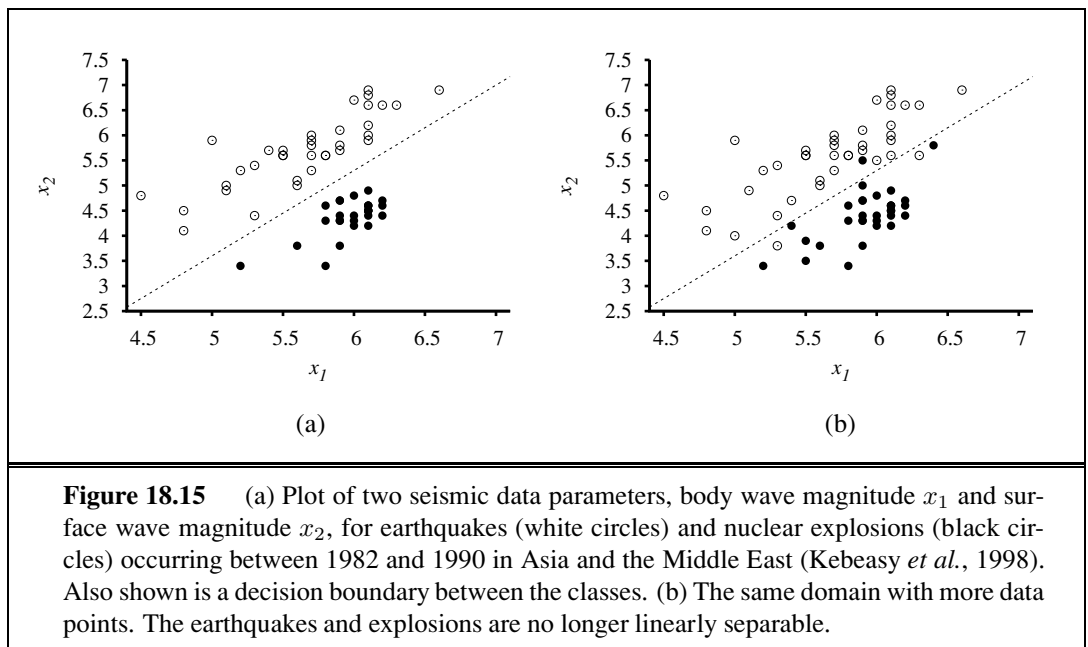 7.5
7
6.5
6
5.5
5
4.5
4
3.5
3
2.5
x2
4.5 5 5.5 6 6.5 7
x1
(a)
7.5
7
6.5
6
5.5
5
4.5
4
3.5
3
2.5
x2
4.5 5 5.5 6 6.5 7
x1
(b)
Figure 18.15 (a) Plot of two seismic data parameters, body wave magnitude x1 and sur-
face wave magnitude x2, for earthquakes (white circles) and nuclear explosions (black cir-
cles) occurring between 1982 and 1990 in Asia and the Middle East (Kebeasy et al., 1998).
Also shown is a decision boundary between the classes. (b) The same domain with more data
points. The earthquakes and explosions are no longer linearly separable.